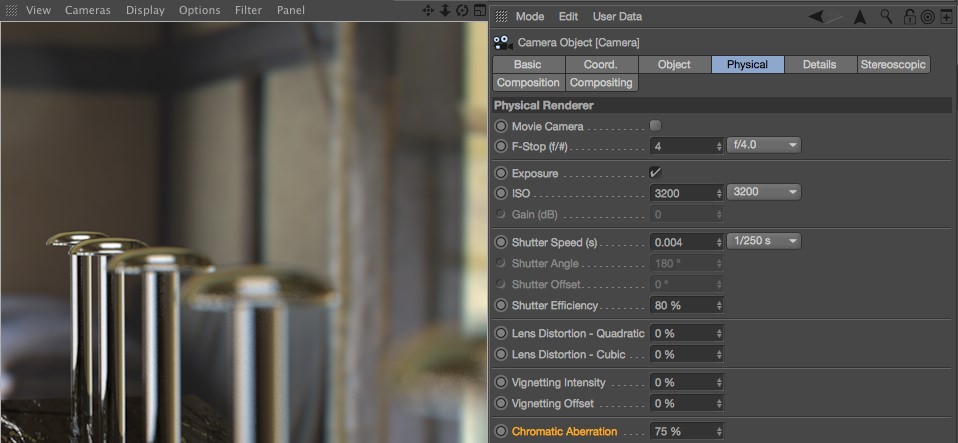 View Cameras Display Options Filter Panel
Mode Edit User Data
Camera Object [Camera]
Basic Coord. Object Physical Details Stereoscopic
Composition Compositing
Physical Renderer
Movie Camera
F-Stop (f/#) 4 f/4.0
Exposure
ISO 3200 3200
Gain (dB) 0
Shutter Speed (s) 0.004 1/250 s
Shutter Angle 180 °
Shutter Offset 0 °
Shutter Efficiency 80 %
Lens Distortion - Quadratic 0 %
Lens Distortion - Cubic 0 %
Vignetting Intensity 0 %
Vignetting Offset 0 %
Chromatic Aberration 75 %